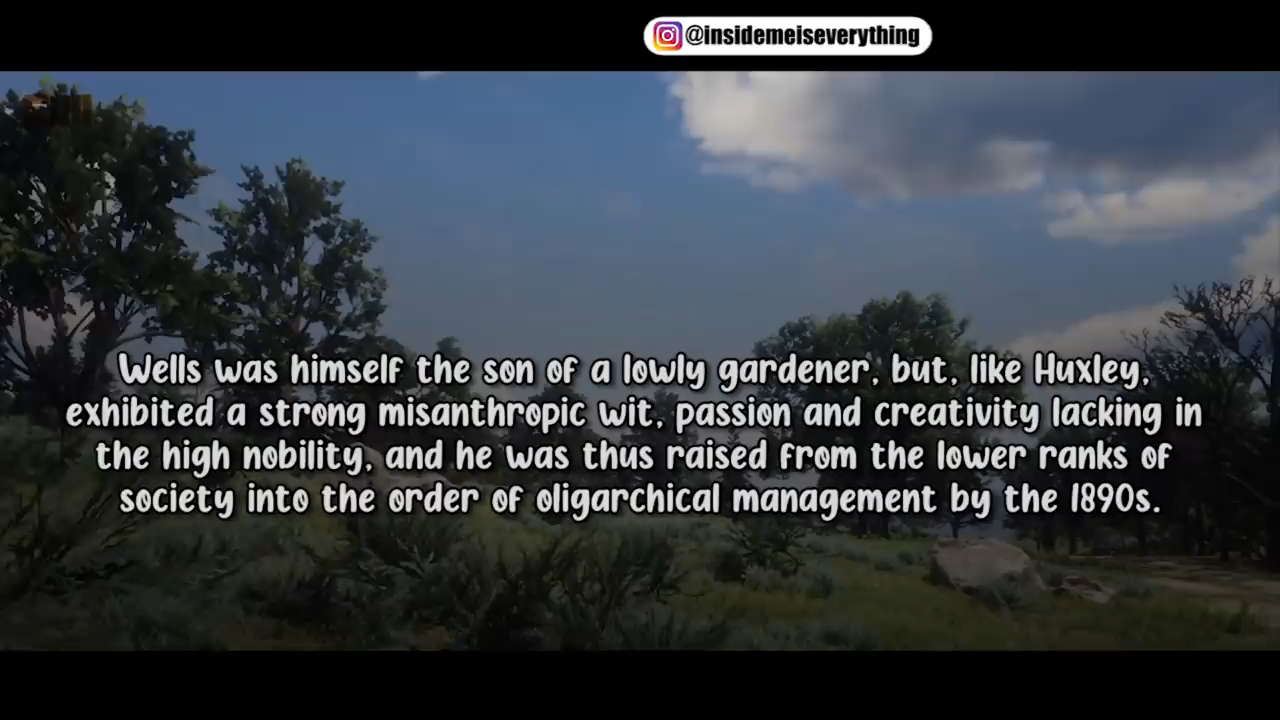 @insidemeiseverything
Wells was himself the son of a lowly gardener, but, like Huxley,
exhibited a strong misanthropic wit, passion and creativity lacking in
the high nobility, and he was thus raised from the lower ranks of
society into the order of oligarchical management by the 1890s.